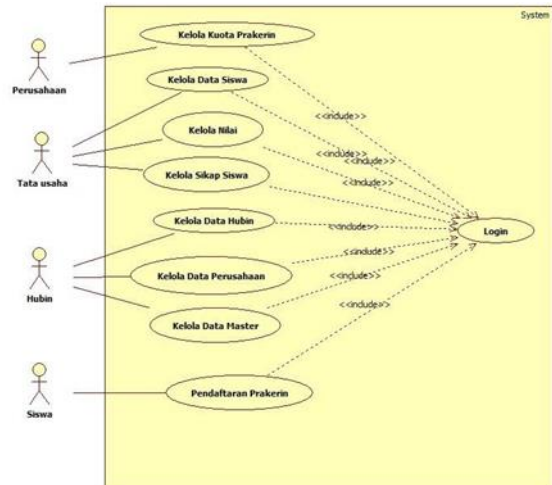 System
Kelola Kuota Prakerin
Perusahaan
Kelola Data Siswa
<<include>>
Kelola Nilai
<<include>>
<<include>>
Tata usaha
Kelola Sikap Siswa
<<include>>
Kelola Data Hubin
<<include>>
Login
Kelola Data Perusahaan
<<include>>
Hubin
<<include>>
Kelola Data Master
Pendaftaran Prakerin
Siswa